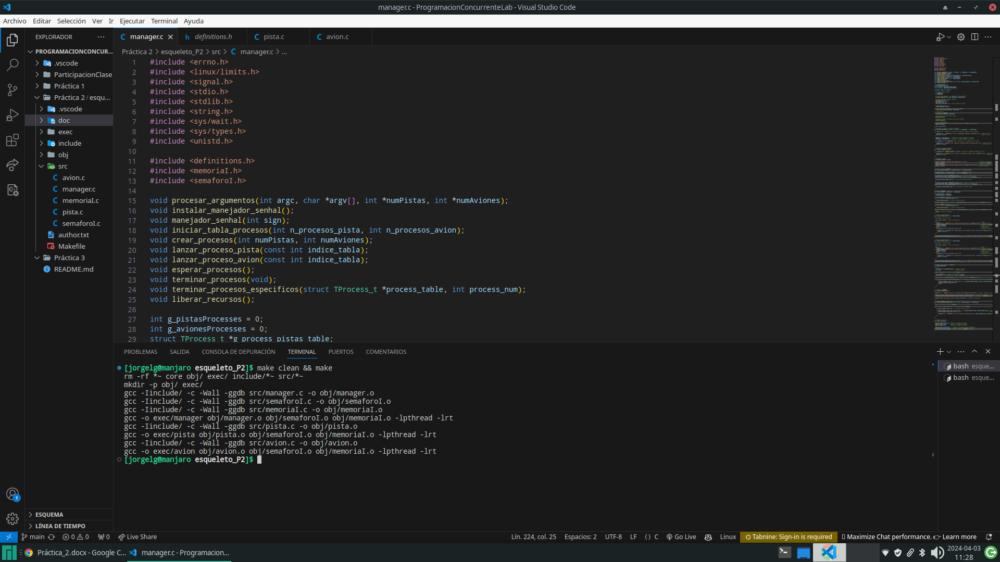 manager.c - ProgramacionConcurrenteLab - Visual Studio Code
Archivo Editar Selección Ver Ir Ejecutar Terminal Ayuda
EXPLORADOR
PROGRAMACIONCONCUR...
.vscode
ParticipacionClase
Práctica 1
Práctica 2 / esqu...
.vscode
doc
exec
include
obj
src
avion.c
manager.c
memoriaI.c
pista.c
semaforoI.c
author.txt
Makefile
Práctica 3
README.md
ESQUEMA
LÍNEA DE TIEMPO
manager.c definitions.h pista.c avion.c
Práctica 2 > esqueleto_P2 > src > manager.c > ...
1 #include <errno.h>
2 #include <linux/limits.h>
3 #include <signal.h>
4 #include <stdio.h>
5 #include <stdlib.h>
6 #include <string.h>
7 #include <sys/wait.h>
8 #include <sys/types.h>
9 #include <unistd.h>
10
11 #include <definitions.h>
12 #include <memoriaI.h>
13 #include <semaforoI.h>
14
15 void procesar_argumentos(int argc, char *argv[], int *numPistas, int *numAviones);
16 void instalar_manejador_senhal();
17 void manejador_senhal(int sign);
18 void iniciar_tabla_procesos(int n_procesos_pista, int n_procesos_avion);
19 void crear_procesos(int numPistas, int numAviones);
20 void lanzar_proceso_pista(const int indice_tabla);
21 void lanzar_proceso_avion(const int indice_tabla);
22 void esperar_procesos();
23 void terminar_procesos(void);
24 void terminar_procesos_especificos(struct TProcess_t *process_table, int process_num);
25 void liberar_recursos();
26
27 int g_pistasProcesses = 0;
28 int g_avionesProcesses = 0;
29 struct TProcess_t *g_process_pistas_table;
PROBLEMAS SALIDA CONSOLA DE DEPURACIÓN TERMINAL PUERTOS COMENTARIOS
[jorgelg@manjaro esqueleto_P2]$ make clean && make
rm -rf *~ core obj/ exec/ include/*~ src/*~
mkdir -p obj/ exec/
gcc -Iinclude/ -c -Wall -ggdb src/manager.c -o obj/manager.o
gcc -Iinclude/ -c -Wall -ggdb src/semaforoI.c -o obj/semaforoI.o
gcc -Iinclude/ -c -Wall -ggdb src/memoriaI.c -o obj/memoriaI.o
gcc -o exec/manager obj/manager.o obj/semaforoI.o obj/memoriaI.o -lpthread -lrt
gcc -Iinclude/ -c -Wall -ggdb src/pista.c -o obj/pista.o
gcc -o exec/pista obj/pista.o obj/semaforoI.o obj/memoriaI.o -lpthread -lrt
gcc -Iinclude/ -c -Wall -ggdb src/avion.c -o obj/avion.o
gcc -o exec/avion obj/avion.o obj/semaforoI.o obj/memoriaI.o -lpthread -lrt
[jorgelg@manjaro esqueleto_P2]$
bash esque...
bash esque...
1
main 0 0 0 Live Share Lín. 224, col. 25 Espacios: 2 UTF-8 LF {} C Go Live Linux Tabnine: Sign-in is required Maximize Chat performance. Learn more
Práctica_2.docx - Google C... manager.c - Programacion... 2024-04-03
11:28